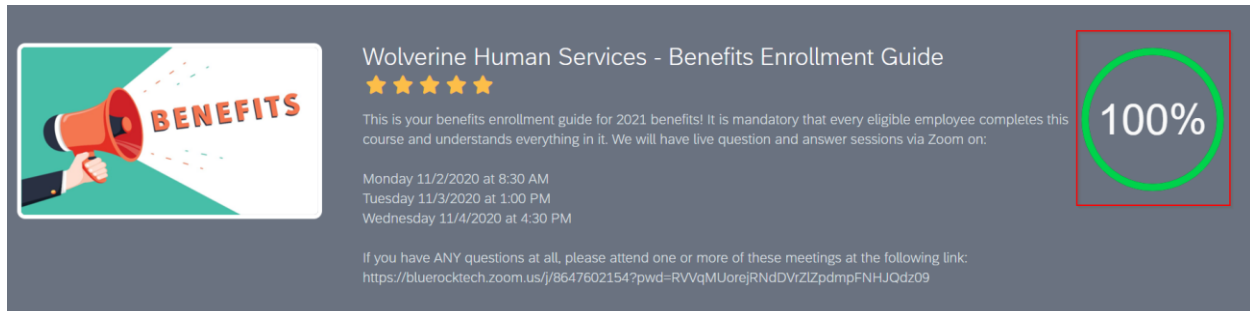 BENEFITS
Wolverine Human Services - Benefits Enrollment Guide
This is your benefits enrollment guide for 2021 benefits! It is mandatory that every eligible employee completes this
course and understands everything in it. We will have live question and answer sessions via Zoom on:
Monday 11/2/2020 at 8:30 AM
Tuesday 11/3/2020 at 1:00 PM
Wednesday 11/4/2020 at 4:30 PM
If you have ANY questions at all, please attend one or more of these meetings at the following link:
https://bluerocktech.zoom.us/j/8647602154?pwd=RVVqMUorejRNdDVrZlZpdmpFNHJQdz09
100%